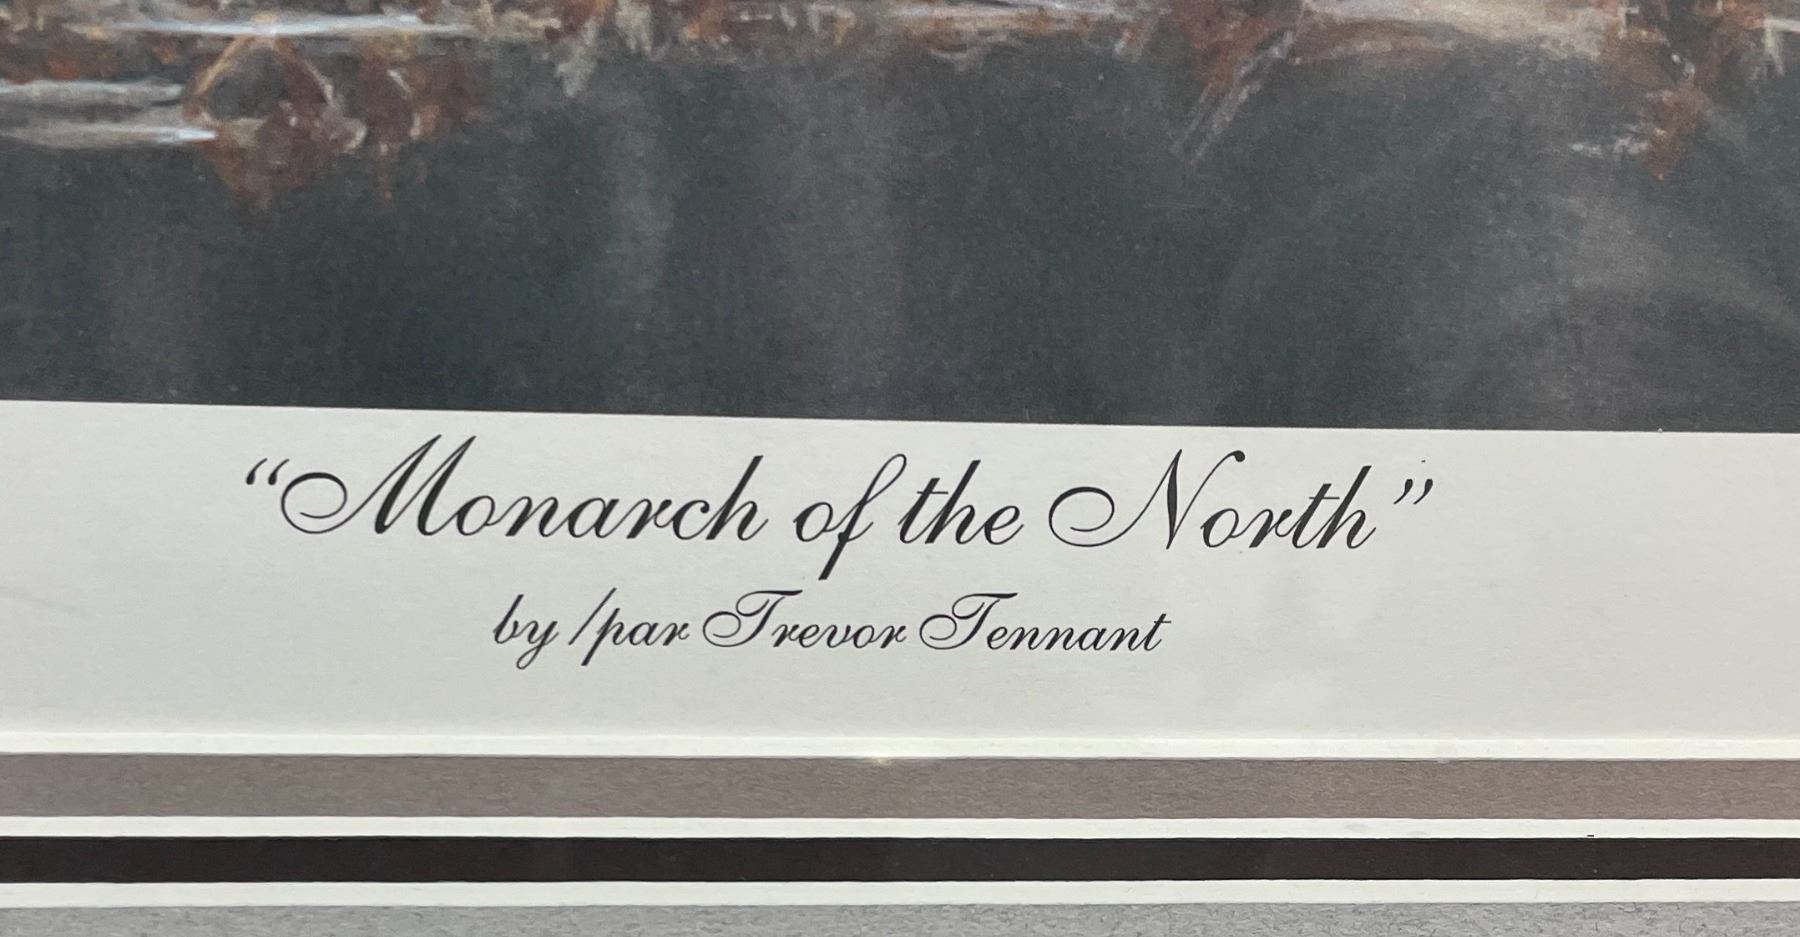 “Monarch of the North”
by/par Trevor Tennant